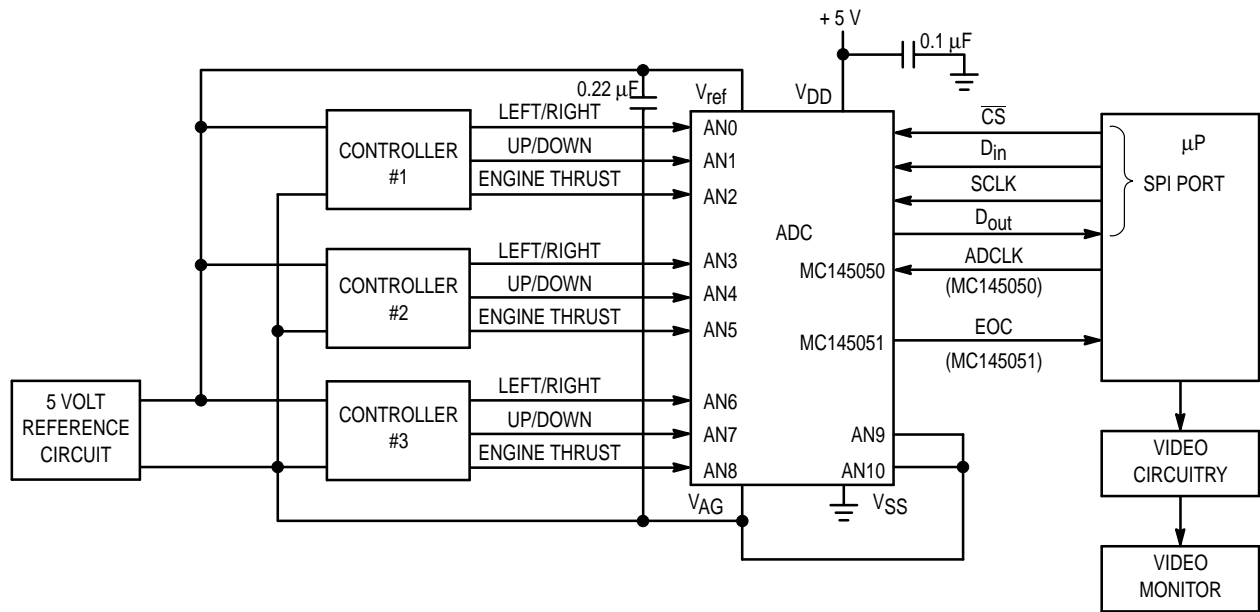 + 5 V
0.1 µF
0.22 µF
Vref
VDD
LEFT/RIGHT
UP/DOWN
ENGINE THRUST
CONTROLLER
#1
AN0
AN1
AN2
CS
Din
SCLK
Dout
µP
SPI PORT
ADC
LEFT/RIGHT
UP/DOWN
ENGINE THRUST
CONTROLLER
#2
AN3
AN4
AN5
MC145050
ADCLK
(MC145050)
MC145051
EOC
(MC145051)
5 VOLT
REFERENCE
CIRCUIT
LEFT/RIGHT
UP/DOWN
ENGINE THRUST
CONTROLLER
#3
AN6
AN7
AN8
AN9
AN10
VAG
VSS
VIDEO
CIRCUITRY
VIDEO
MONITOR